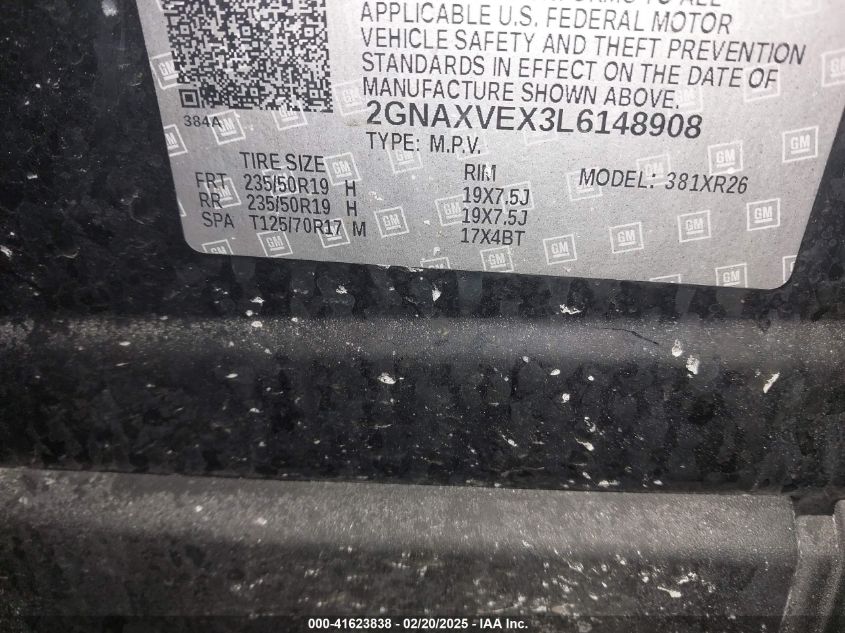 APPLICABLE U.S. FEDERAL MOTOR
VEHICLE SAFETY AND THEFT PREVENTION
STANDARDS IN EFFECT ON THE DATE OF
MANUFACTURE SHOWN ABOVE.
384A
2GNAXVEX3L6148908
TYPE: M.P.V.
TIRE SIZE RIM MODEL: 381XR26
FRT 235/50R19 H 19X7.5J
RR 235/50R19 H 19X7.5J
SPA T125/70R17 M 17X4BT
GM
000-41623838 - 02/20/2025 - IAA Inc.